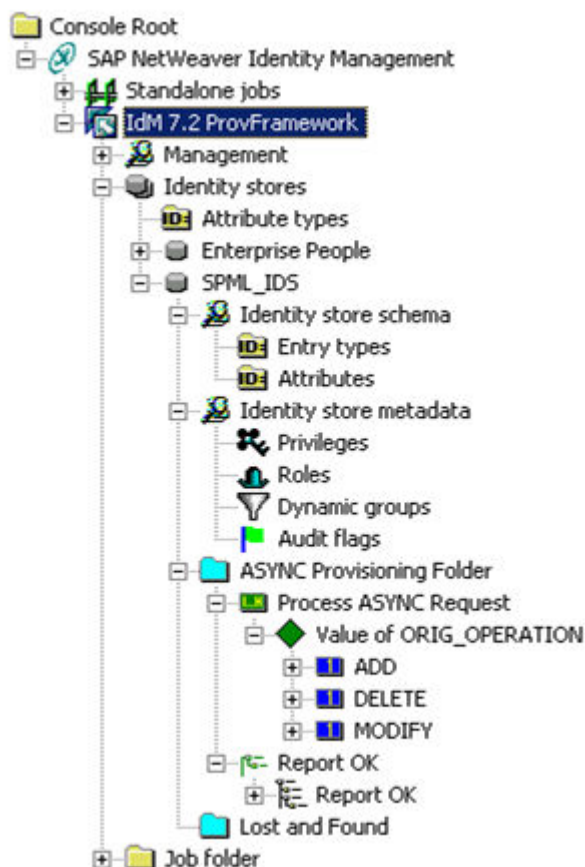 Console Root
SAP NetWeaver Identity Management
Standalone jobs
IdM 7.2 ProvFramework
Management
Identity stores
Attribute types
Enterprise People
SPML_IDS
Identity store schema
Entry types
Attributes
Identity store metadata
Privileges
Roles
Dynamic groups
Audit flags
ASYNC Provisioning Folder
Process ASYNC Request
Value of ORIG_OPERATION
ADD
DELETE
MODIFY
Report OK
Report OK
Lost and Found
Job folder